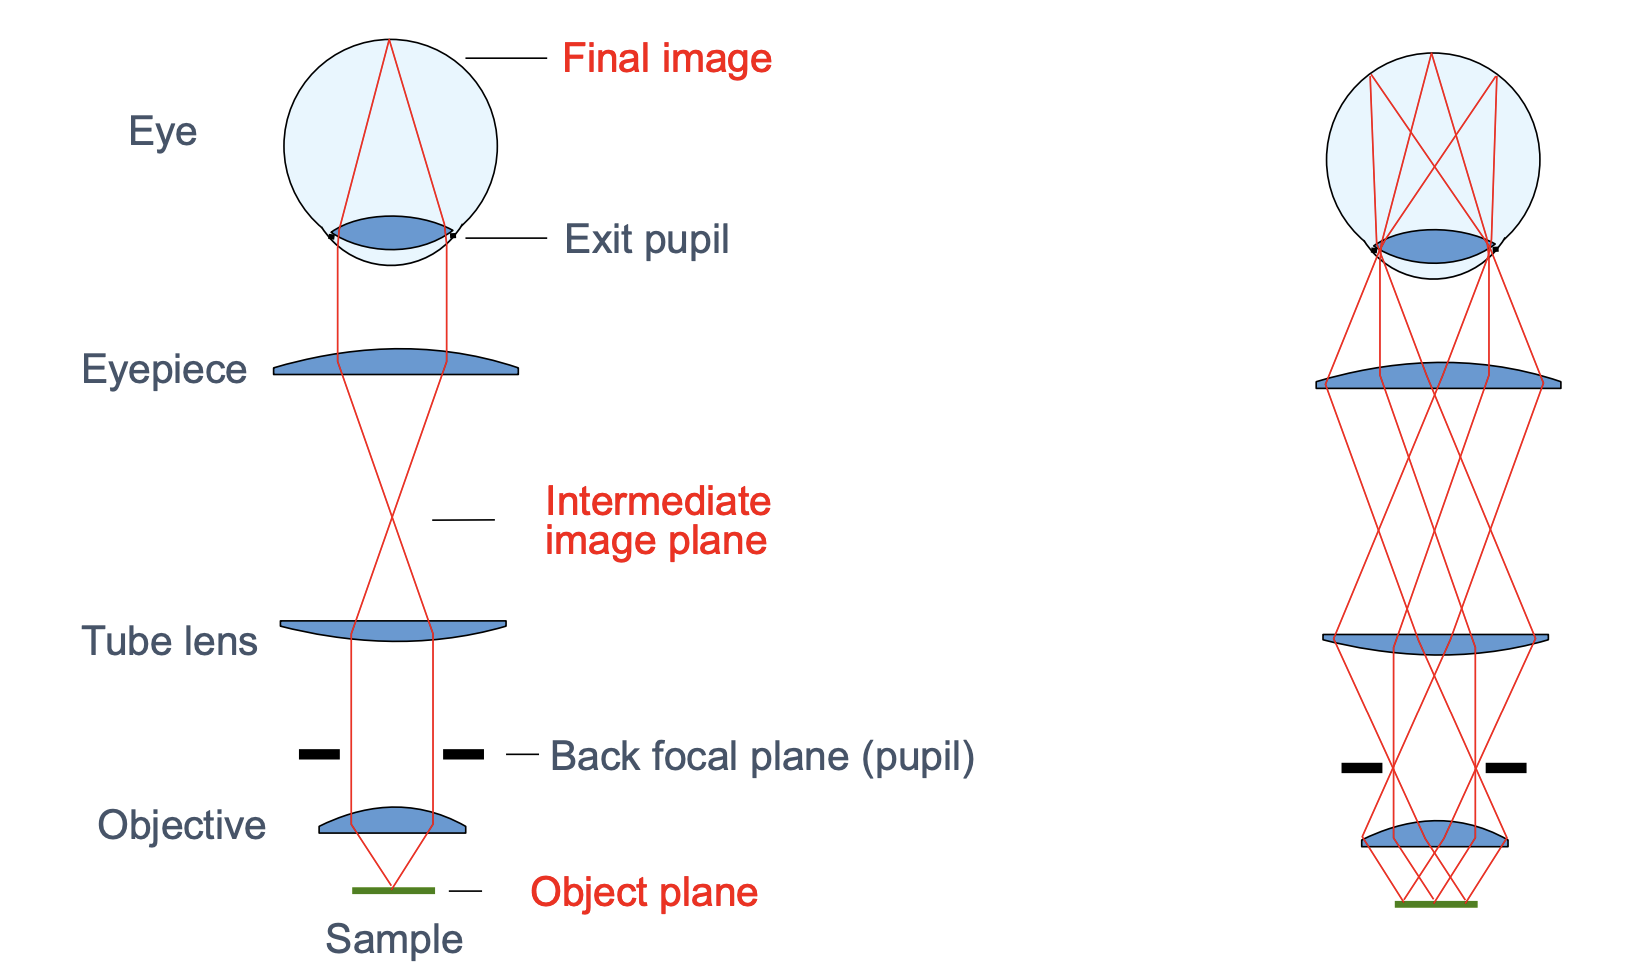 Final image
Eye
Exit pupil
Eyepiece
Intermediate
image plane
Tube lens
Back focal plane (pupil)
Objective
Object plane
Sample